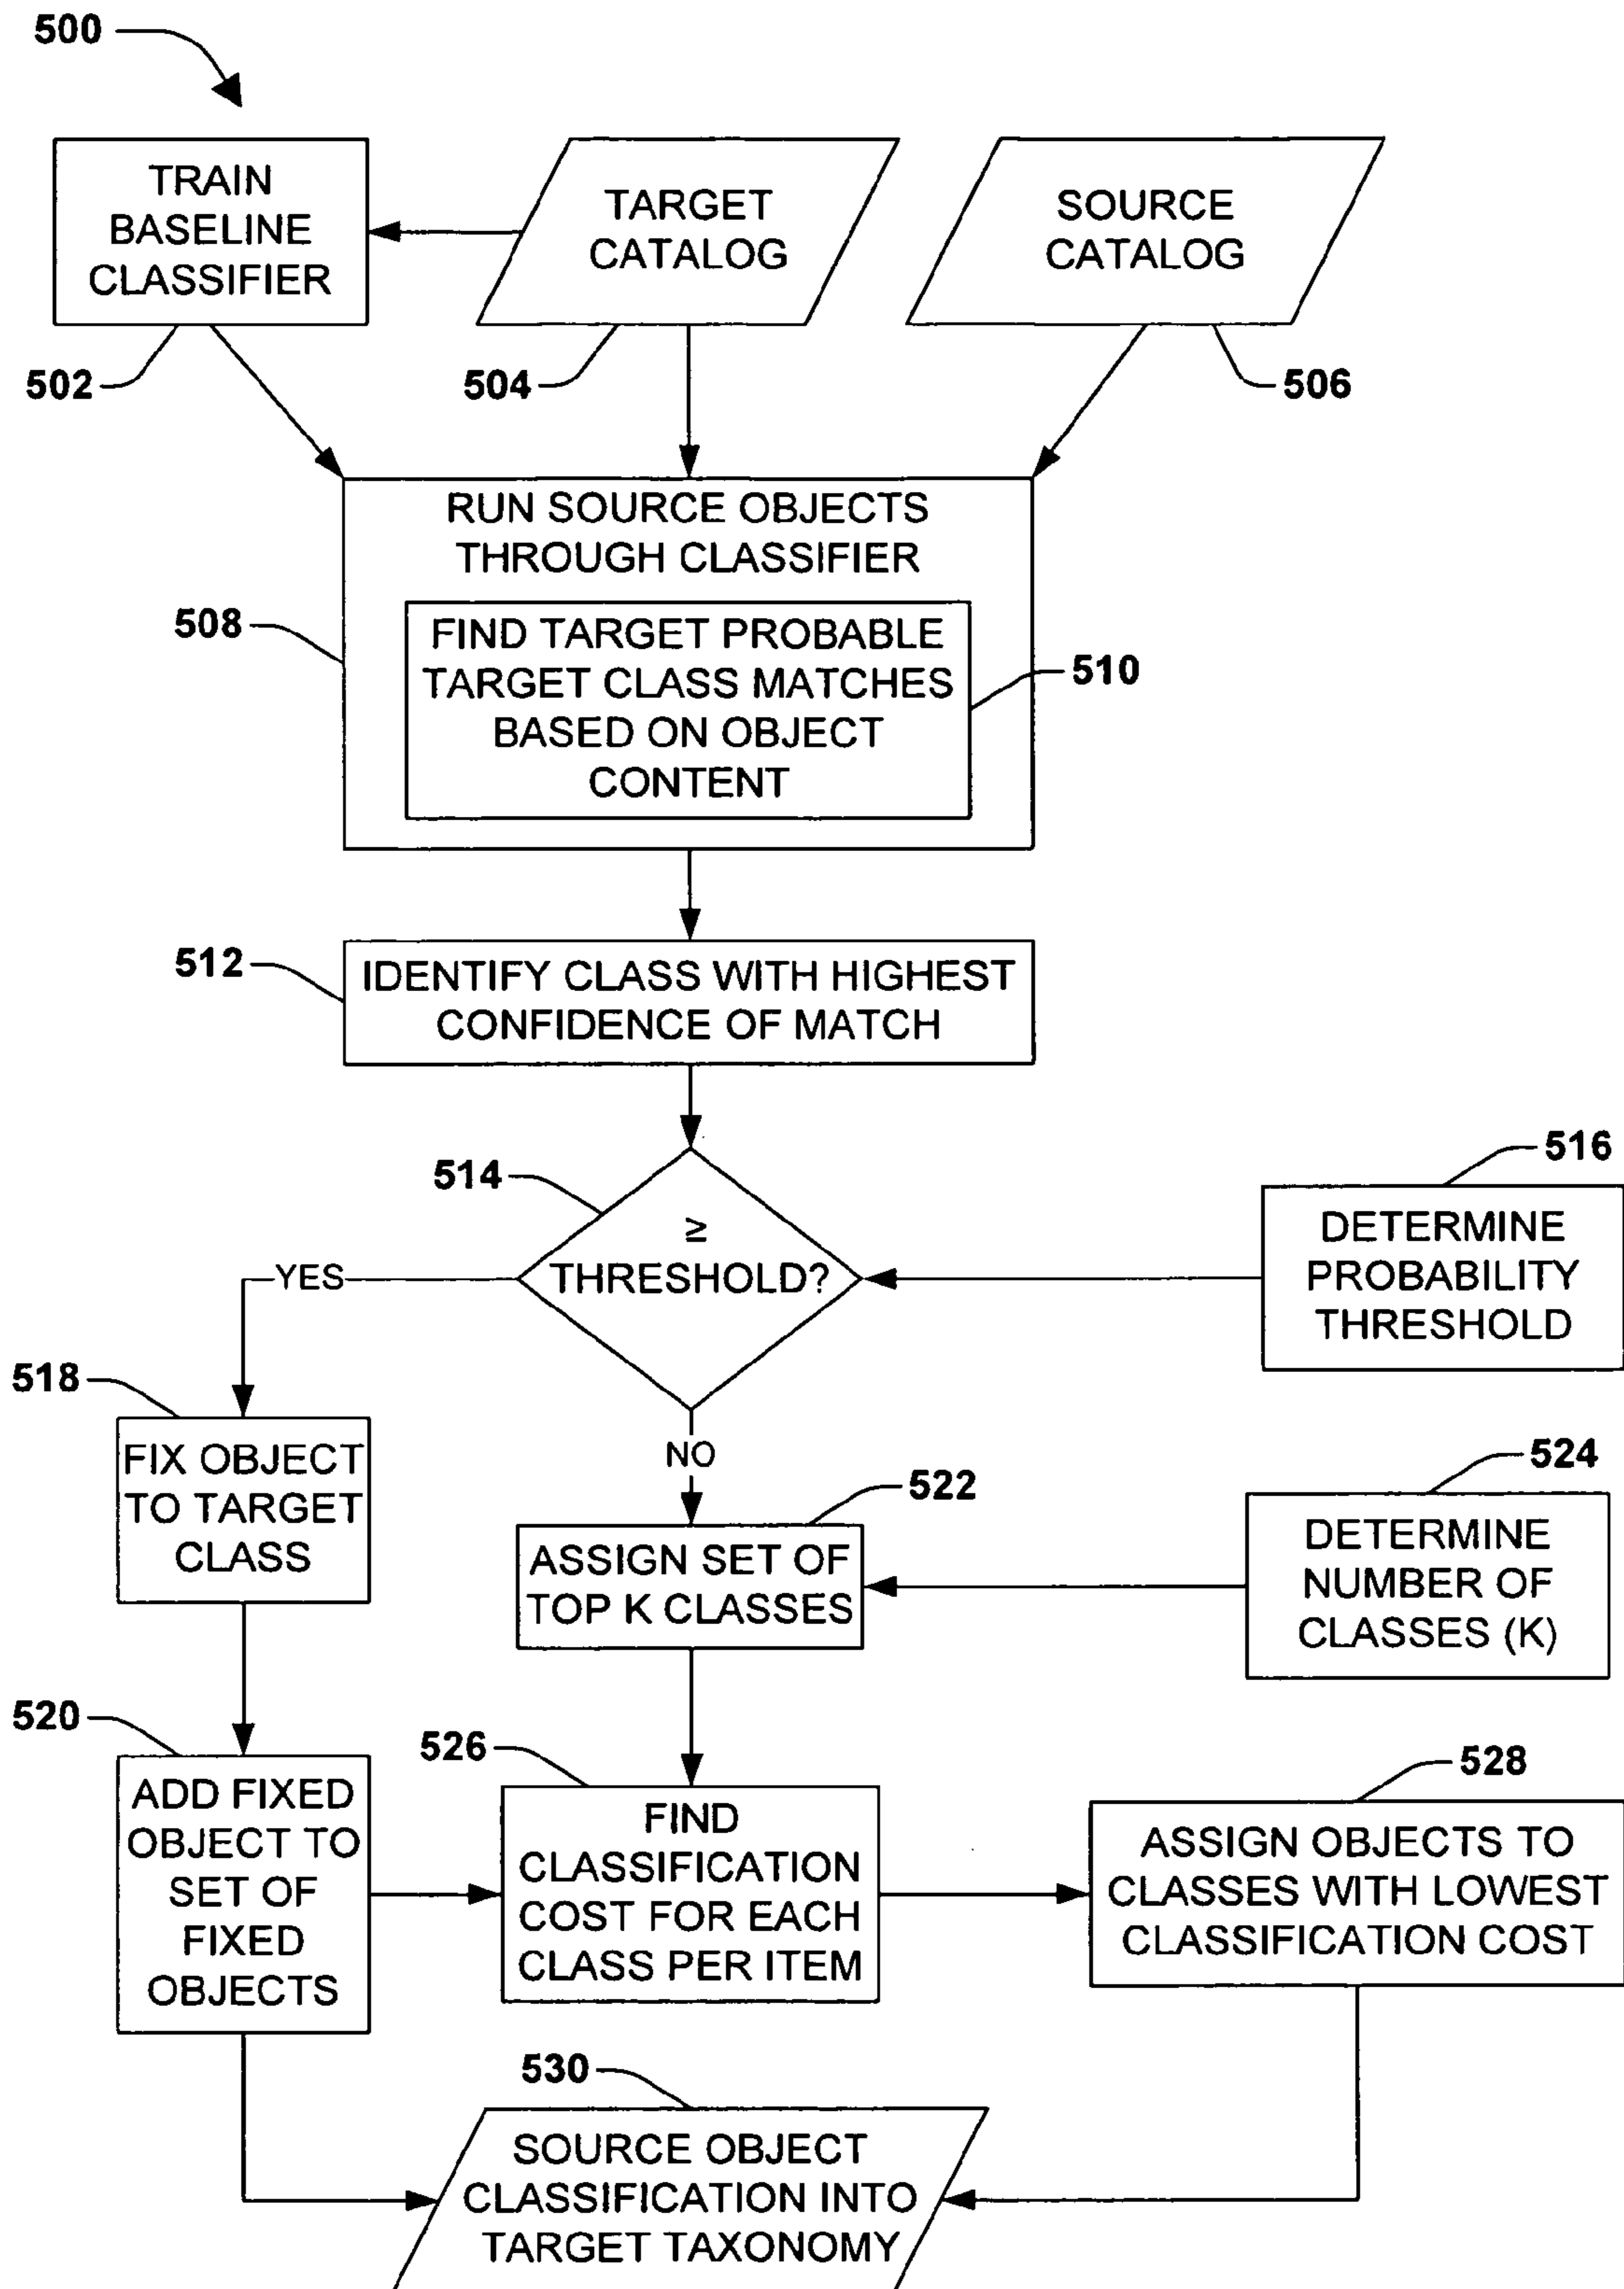 500
TRAIN
BASELINE
CLASSIFIER
TARGET
CATALOG
SOURCE
CATALOG
502
504
506
RUN SOURCE OBJECTS
THROUGH CLASSIFIER
508
FIND TARGET PROBABLE
TARGET CLASS MATCHES
BASED ON OBJECT
CONTENT
510
512
IDENTIFY CLASS WITH HIGHEST
CONFIDENCE OF MATCH
514
≥
THRESHOLD?
516
DETERMINE
PROBABILITY
THRESHOLD
YES
518
FIX OBJECT
TO TARGET
CLASS
NO
522
ASSIGN SET OF
TOP K CLASSES
524
DETERMINE
NUMBER OF
CLASSES (K)
520
ADD FIXED
OBJECT TO
SET OF
FIXED
OBJECTS
526
FIND
CLASSIFICATION
COST FOR EACH
CLASS PER ITEM
528
ASSIGN OBJECTS TO
CLASSES WITH LOWEST
CLASSIFICATION COST
530
SOURCE OBJECT
CLASSIFICATION INTO
TARGET TAXONOMY